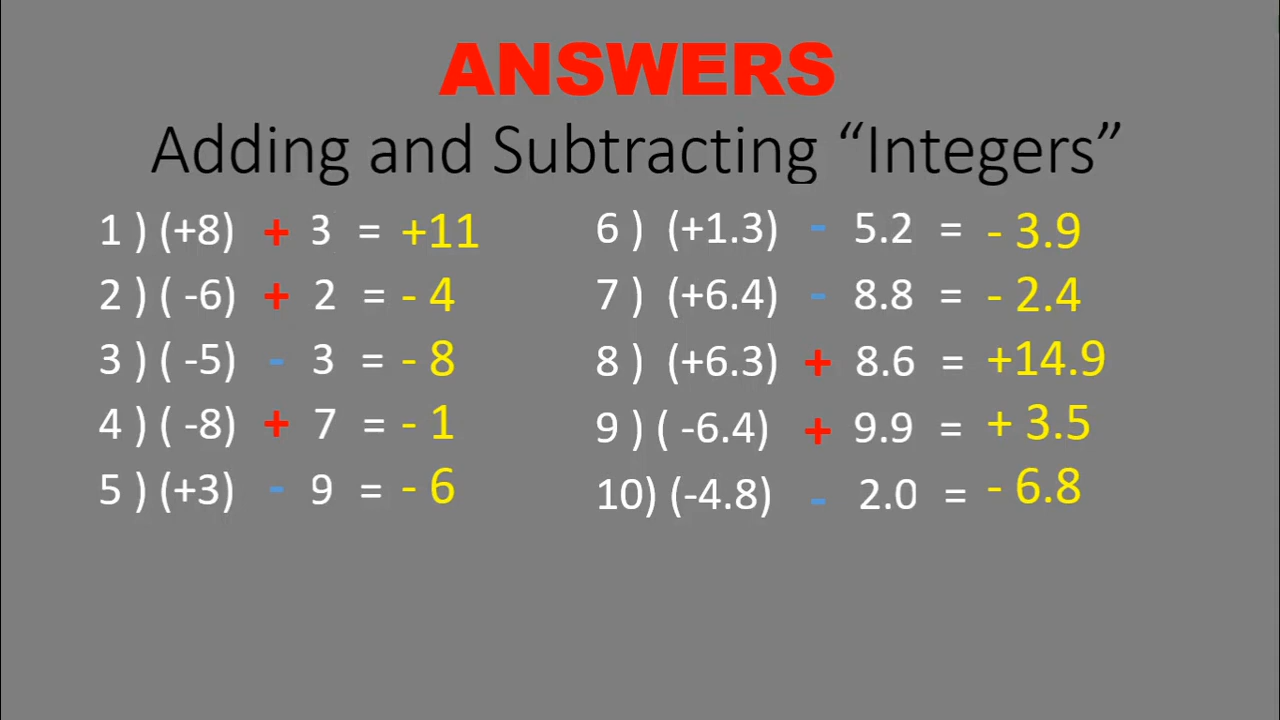 ANSWERS
Adding and Subtracting “Integers”
1 ) (+8) + 3 = +11
2 ) ( -6) + 2 = - 4
3 ) ( -5) - 3 = - 8
4 ) ( -8) + 7 = - 1
5 ) (+3) - 9 = - 6
6 ) (+1.3) - 5.2 = - 3.9
7 ) (+6.4) - 8.8 = - 2.4
8 ) (+6.3) + 8.6 = +14.9
9 ) ( -6.4) + 9.9 = + 3.5
10) (-4.8) - 2.0 = - 6.8